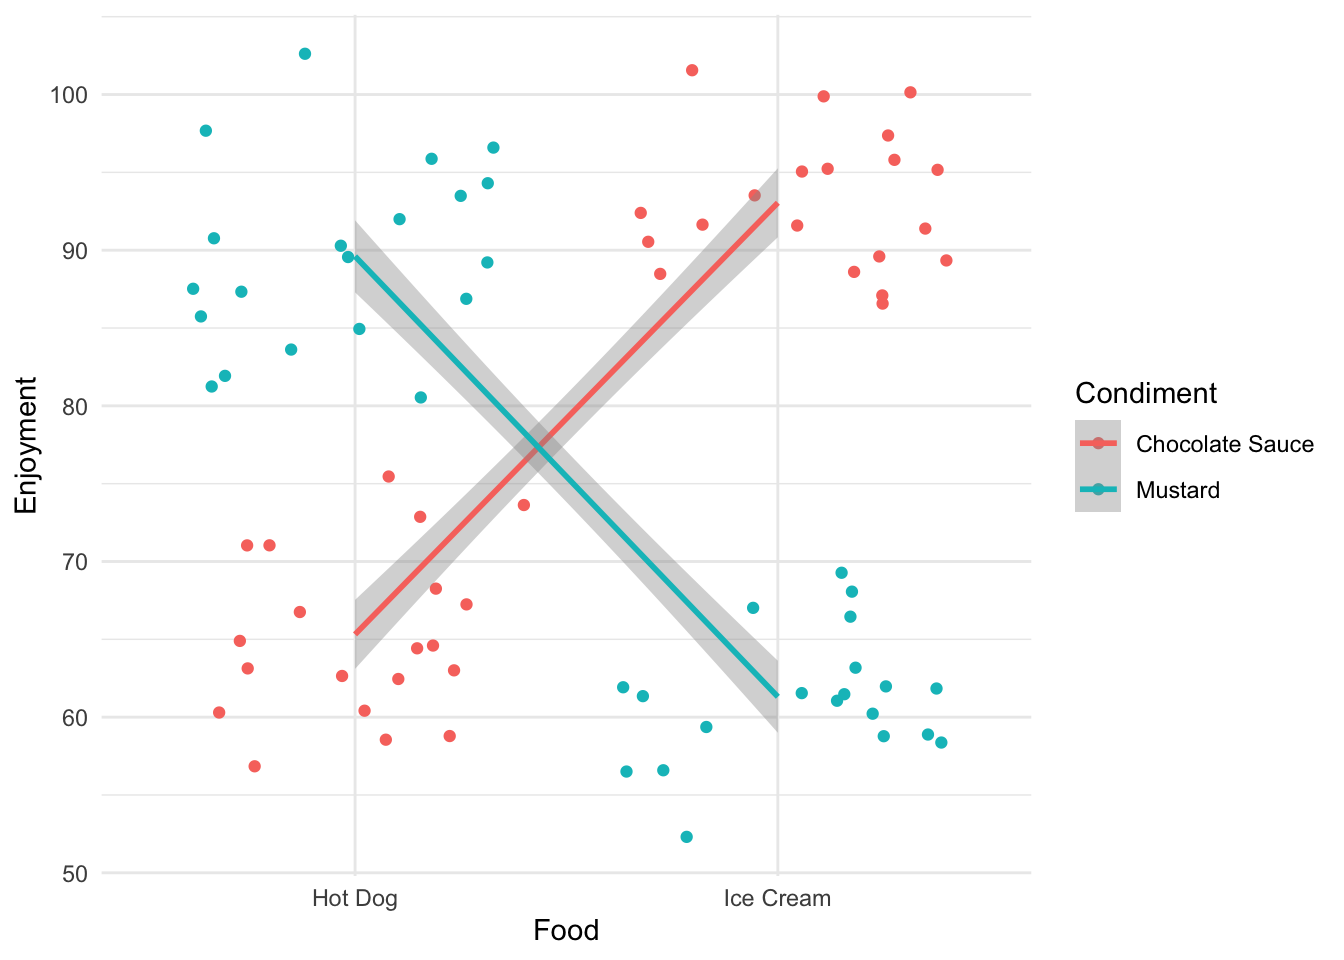 Enjoyment
100
90
80
70
60
50
Hot Dog
Ice Cream
Food
Condiment
Chocolate Sauce
Mustard